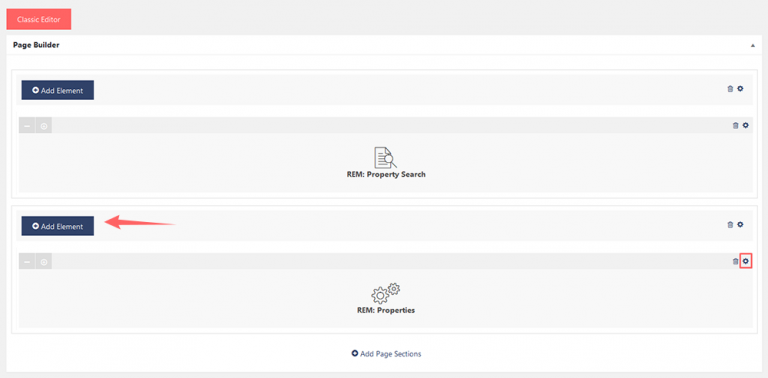 Classic Editor
Page Builder
Add Element
REM: Property Search
Add Element
REM: Properties
Add Page Sections